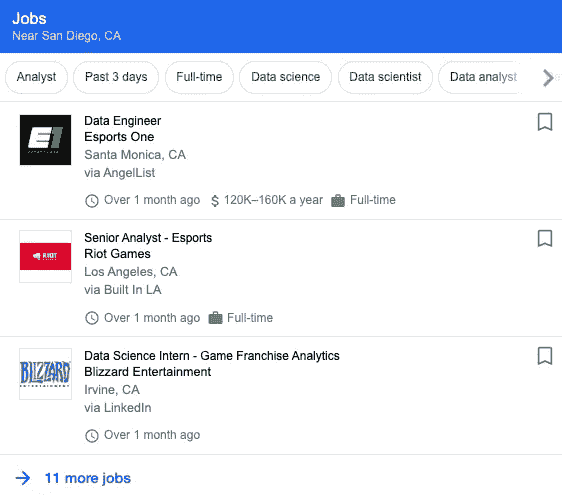 Jobs
Near San Diego, CA
Analyst
Past 3 days
Full-time
Data science
Data scientist
Data analyst
E1
Data Engineer
Esports One
Santa Monica, CA
via AngelList
Over 1 month ago $ 120K–160K a year Full-time
RIOT
Senior Analyst - Esports
Riot Games
Los Angeles, CA
via Built In LA
Over 1 month ago Full-time
BLIZZARD
ENTERTAINMENT
Data Science Intern - Game Franchise Analytics
Blizzard Entertainment
Irvine, CA
via LinkedIn
Over 1 month ago
11 more jobs